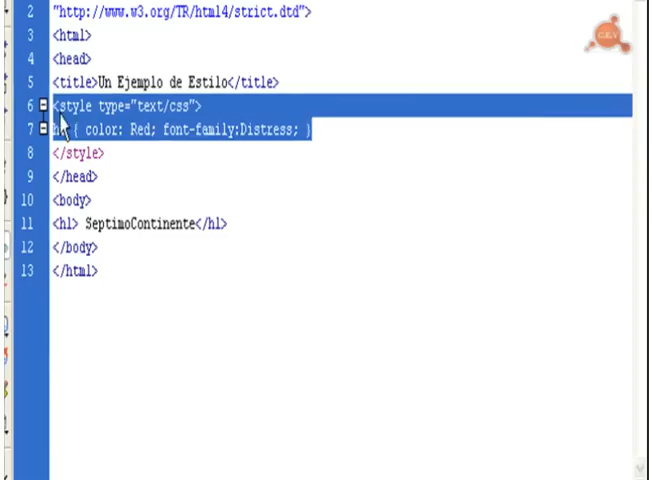 2 "http://www.w3.org/TR/html4/strict.dtd">
3 <html>
4 <head>
5 <title>Un Ejemplo de Estilo</title>
6 <style type="text/css">
7 { color: Red; font-family:Distress; }
8 </style>
9 </head>
10 <body>
11 <h1> SeptimoContinente</h1>
12 </body>
13 </html>